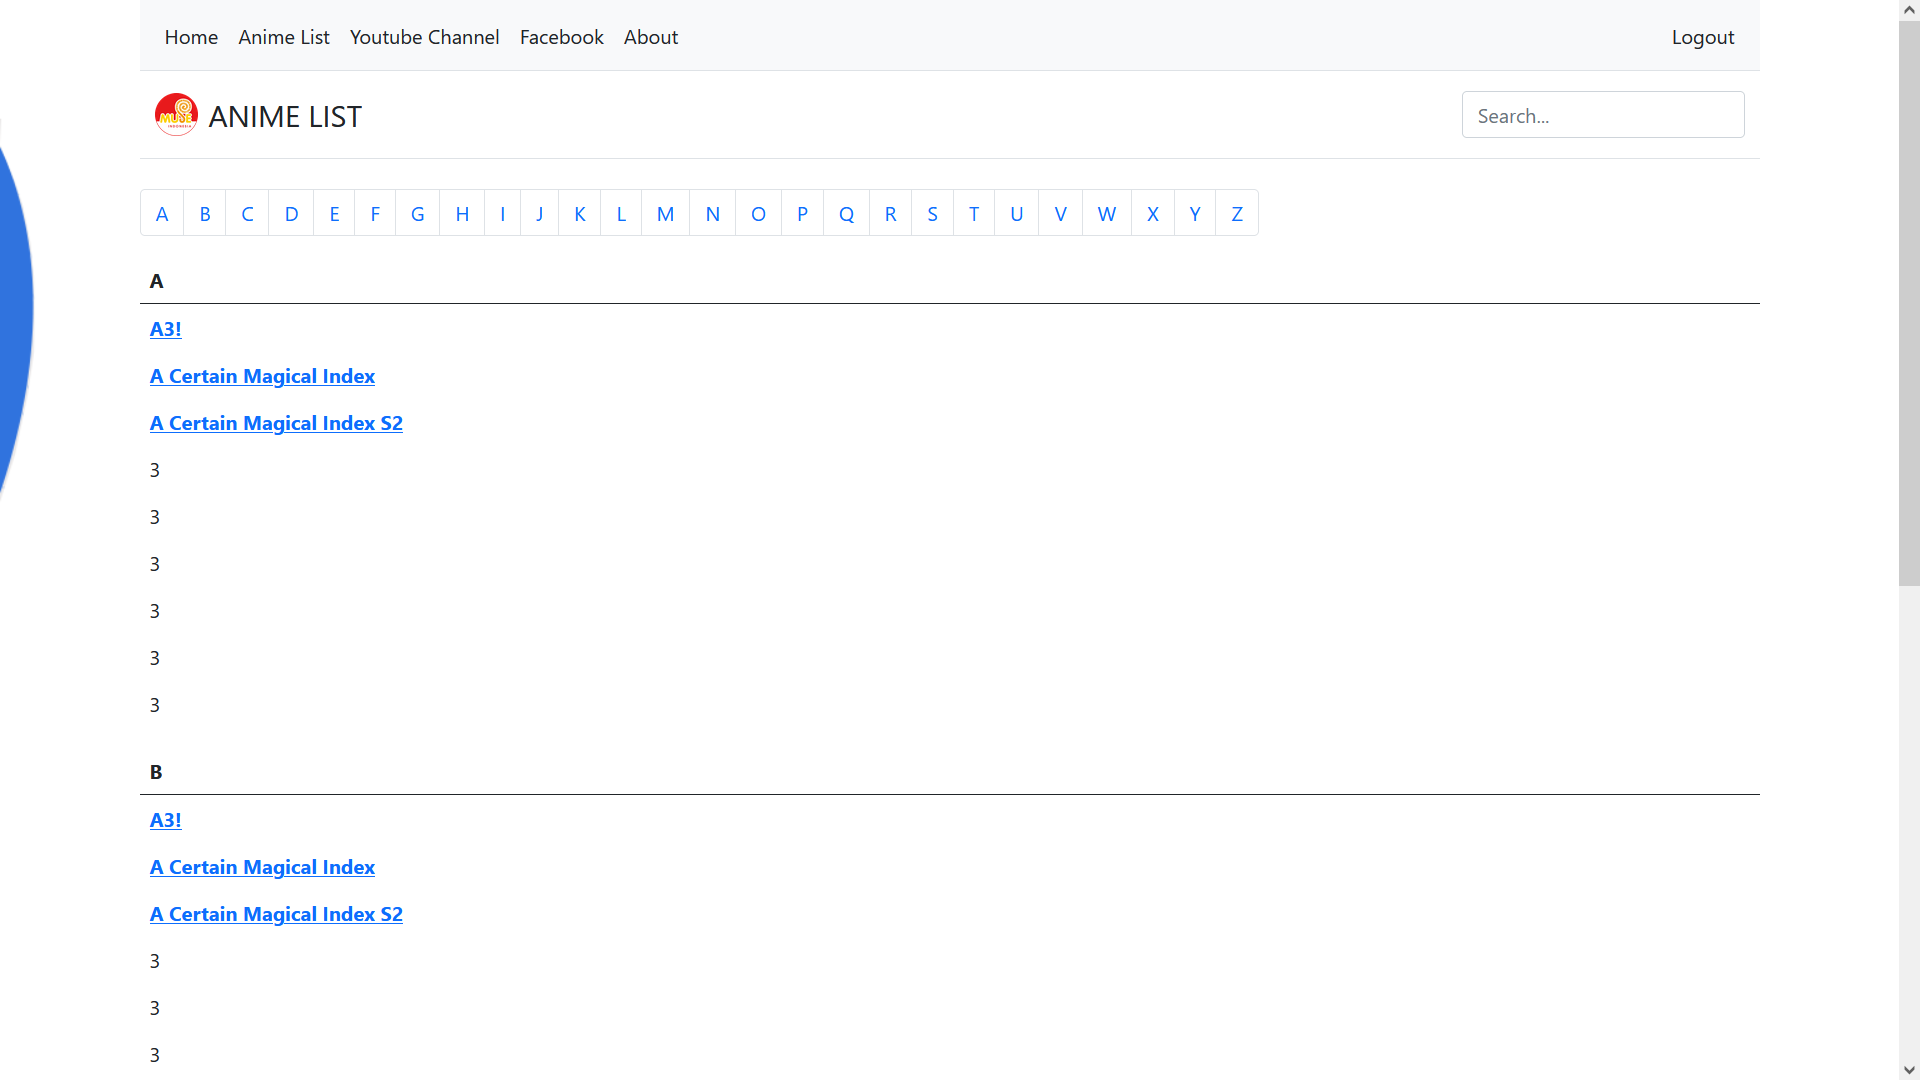 Home Anime List Youtube Channel Facebook About Logout
MUSE
INDONESIA
ANIME LIST Search...
A B C D E F G H I J K L M N O P Q R S T U V W X Y Z
A
A3!
A Certain Magical Index
A Certain Magical Index S2
3
3
3
3
3
3
B
A3!
A Certain Magical Index
A Certain Magical Index S2
3
3
3